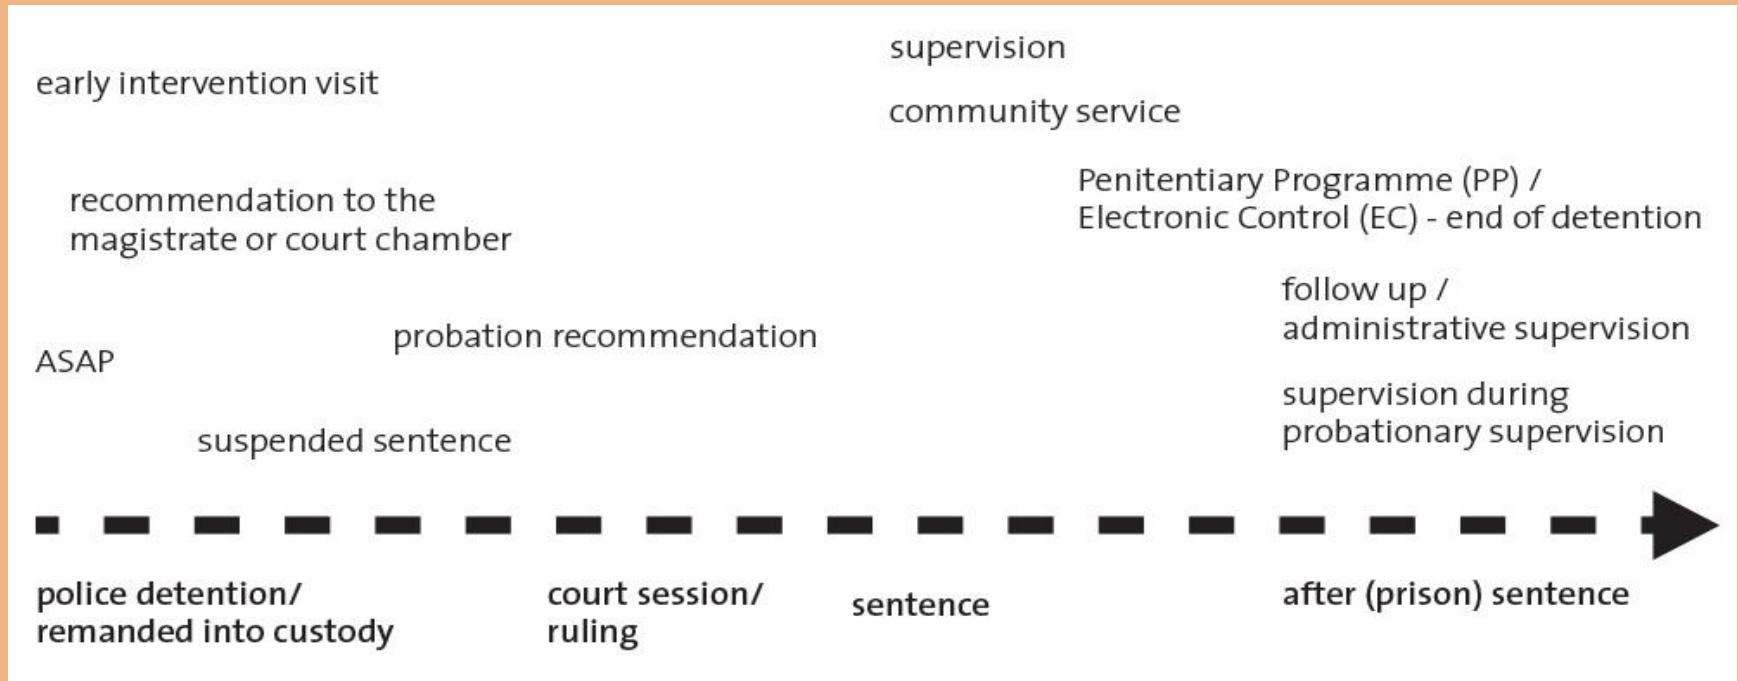 early intervention visit
supervision
community service
recommendation to the
magistrate or court chamber
Penitentiary Programme (PP) /
Electronic Control (EC) - end of detention
follow up /
administrative supervision
probation recommendation
ASAP
supervision during
probationary supervision
suspended sentence
police detention/
remanded into custody
court session/
ruling
sentence
after (prison) sentence